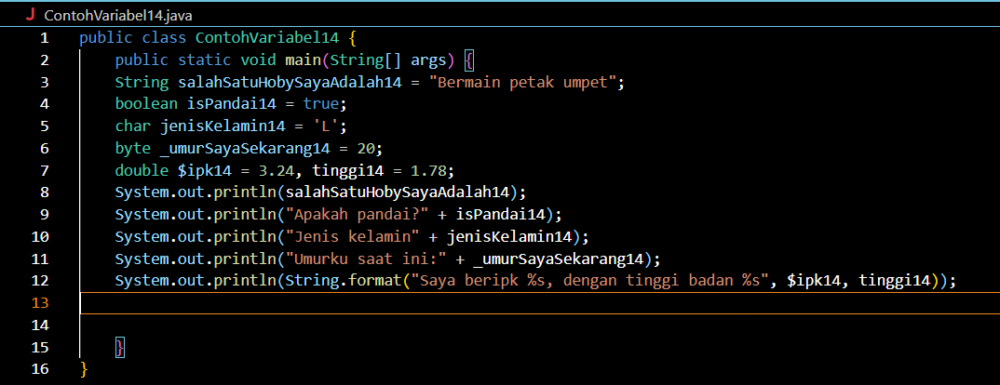 J ContohVariabel14.java
1 public class ContohVariabel14 {
2 public static void main(String[] args) {
3 String salahSatuHobySayaAdalah14 = "Bermain petak umpet";
4 boolean isPandai14 = true;
5 char jenisKelamin14 = 'L';
6 byte _umurSayaSekarang14 = 20;
7 double $ipk14 = 3.24, tinggi14 = 1.78;
8 System.out.println(salahSatuHobySayaAdalah14);
9 System.out.println("Apakah pandai?" + isPandai14);
10 System.out.println("Jenis kelamin" + jenisKelamin14);
11 System.out.println("Umurku saat ini:" + _umurSayaSekarang14);
12 System.out.println(String.format("Saya beripk %s, dengan tinggi badan %s", $ipk14, tinggi14));
13
14
15 }
16 }